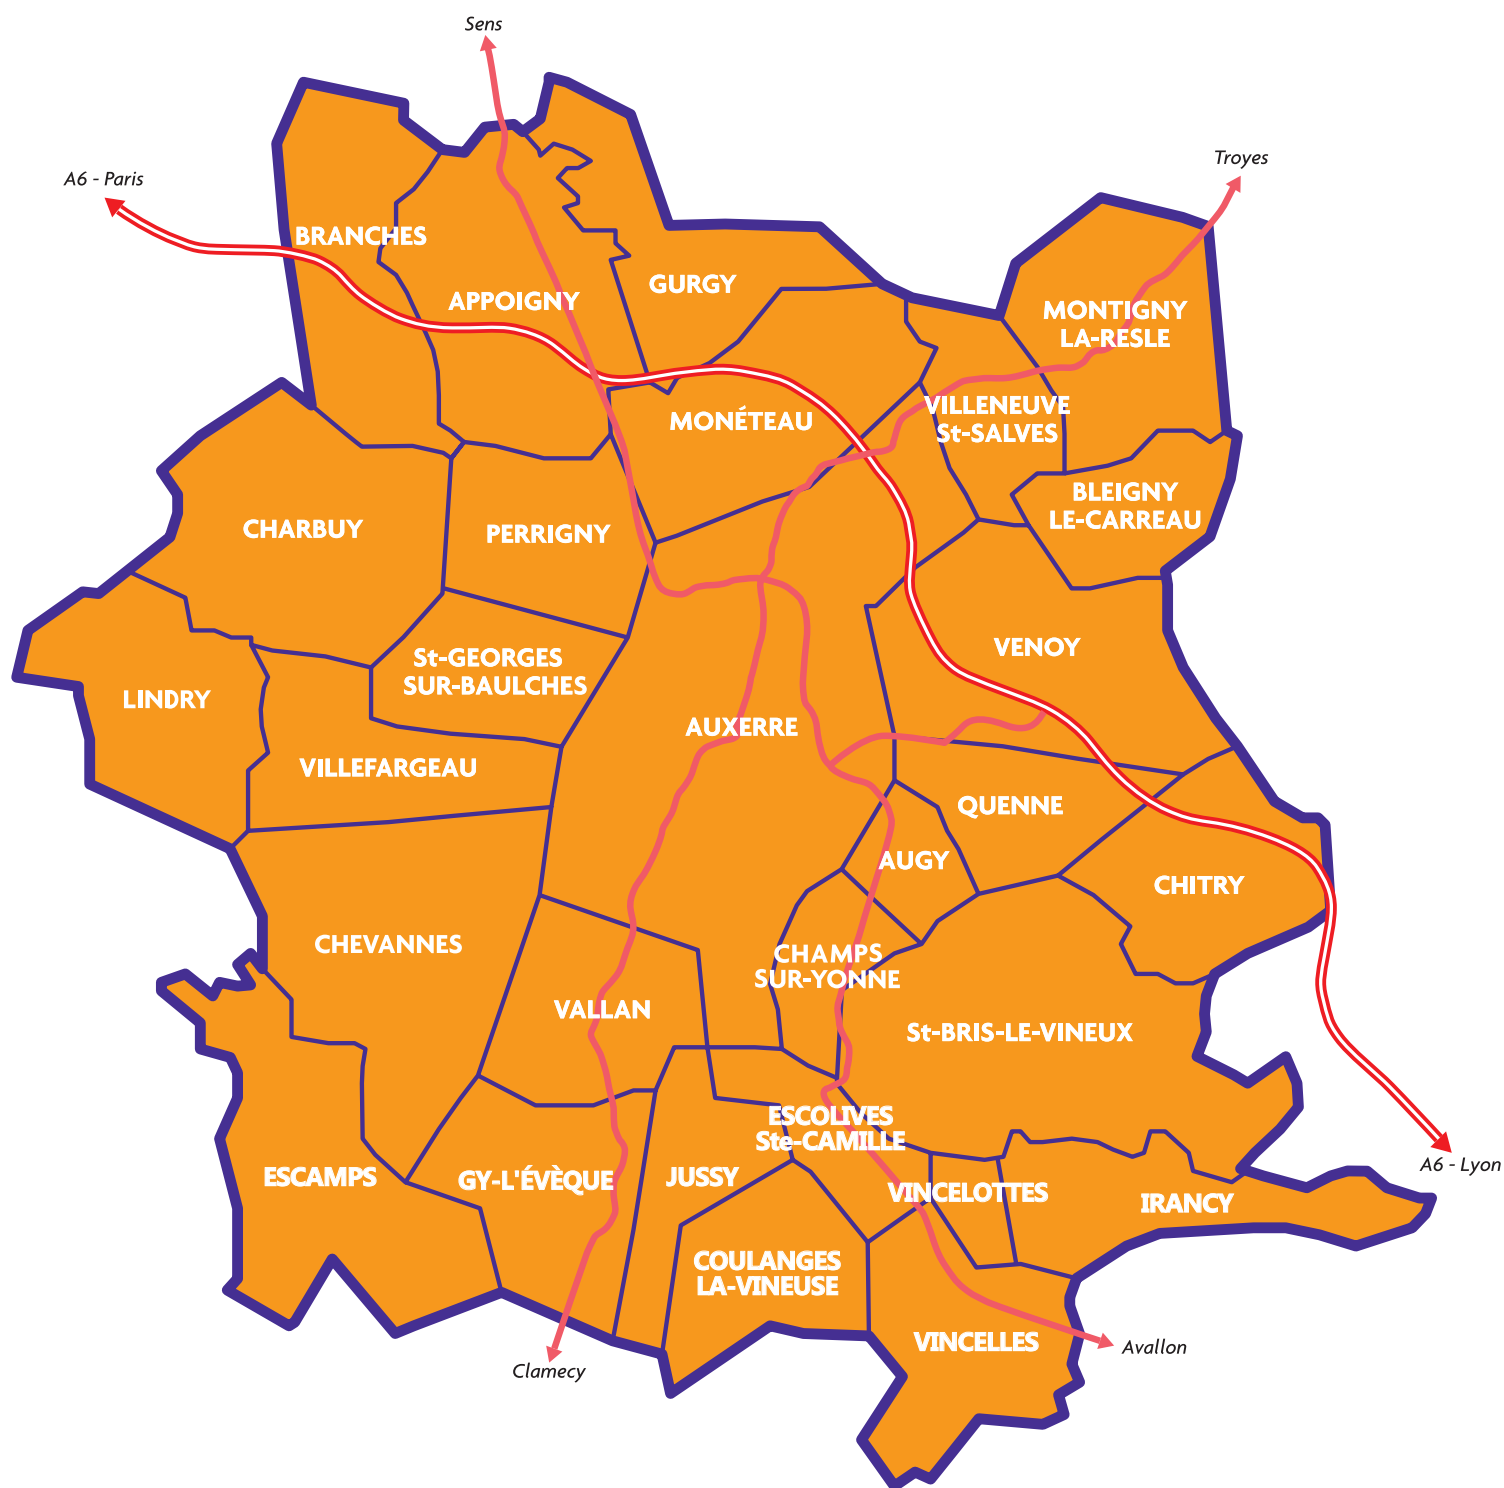 Sens
Troyes
A6 - Paris
BRANCHES
GURGY
APPOIGNY
MONTIGNY
LA-RESLE
MONÉTEAU
VILLENEUVE
St-SALVES
BLEIGNY
LE-CARREAU
CHARBUY
PERRIGNY
VENOY
St-GEORGES
SUR-BAULCHES
LINDRY
AUXERRE
VILLEFARGEAU
QUENNE
AUGY
CHITRY
CHEVANNES
CHAMPS
SUR-YONNE
VALLAN
St-BRIS-LE-VINEUX
ESCOLIVES
Ste-CAMILLE
A6 - Lyon
ESCAMPS
GY-L'ÉVÈQUE
JUSSY
VINCELOTTES
IRANCY
COULANGES
LA-VINEUSE
VINCELLES
Avallon
Clamecy